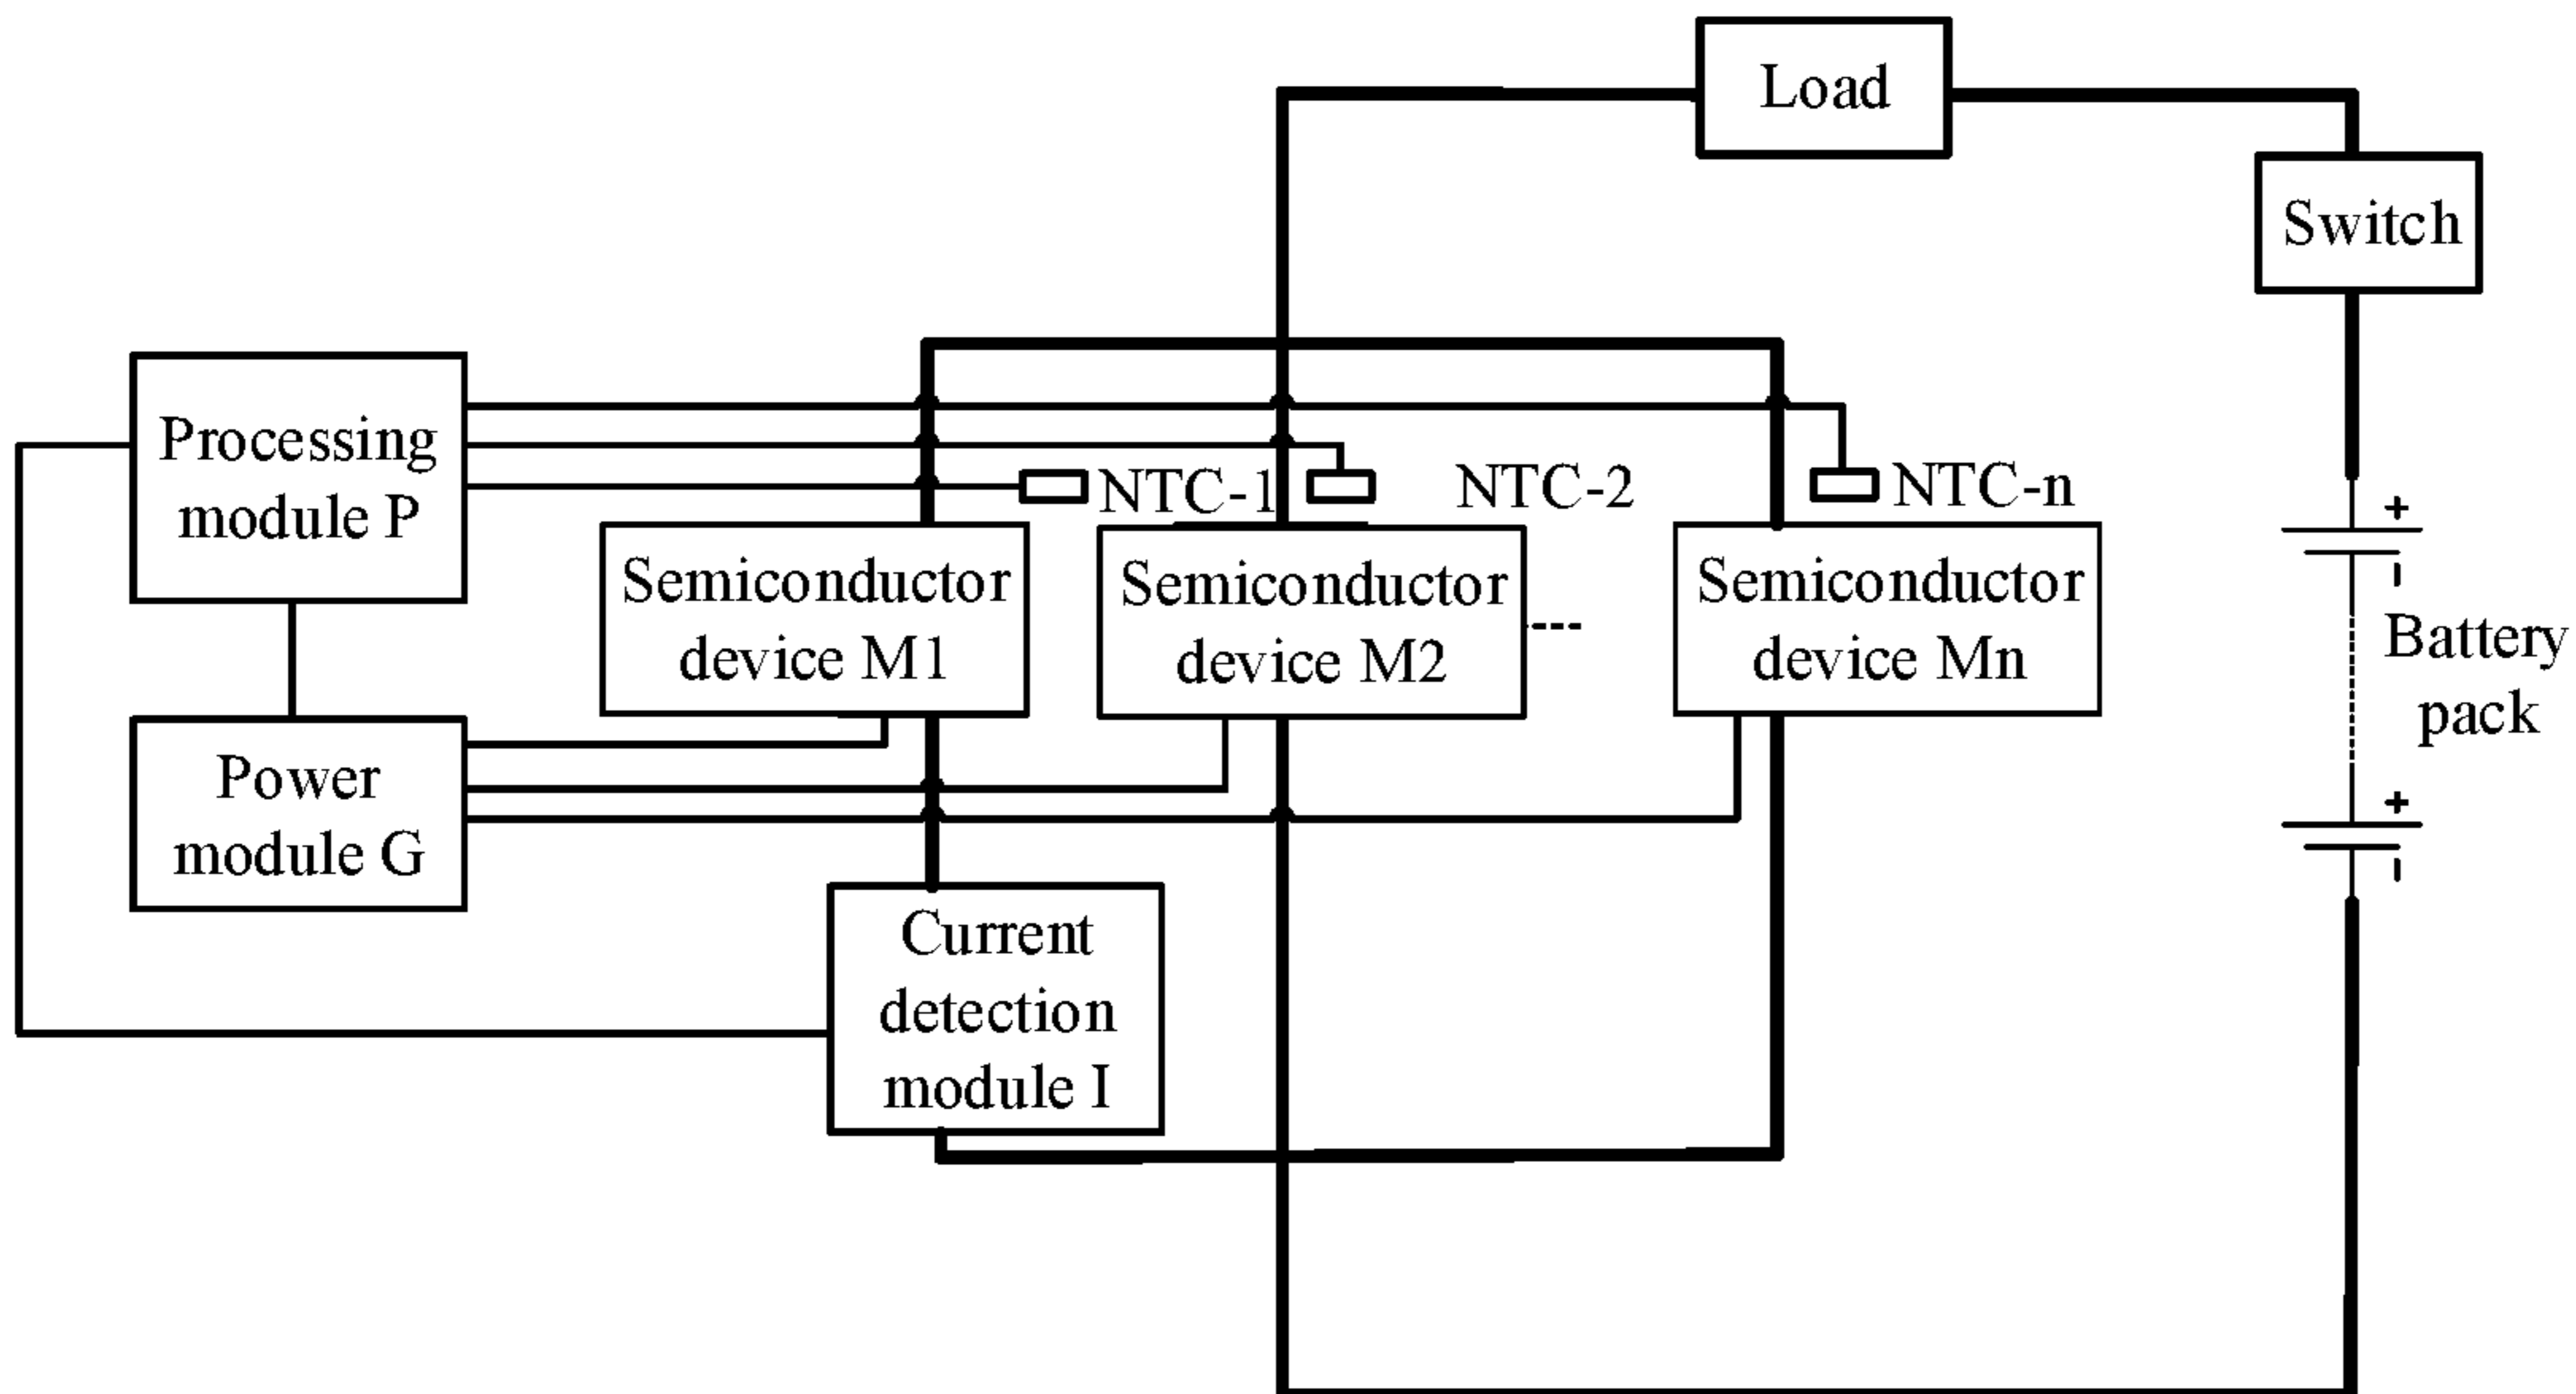 Load
Switch
Processing
module P
NTC-1
NTC-2
NTC-n
Semiconductor
device M1
Semiconductor
device M2
Semiconductor
device Mn
+
-
Battery
pack
Power
module G
+
-
Current
detection
module I